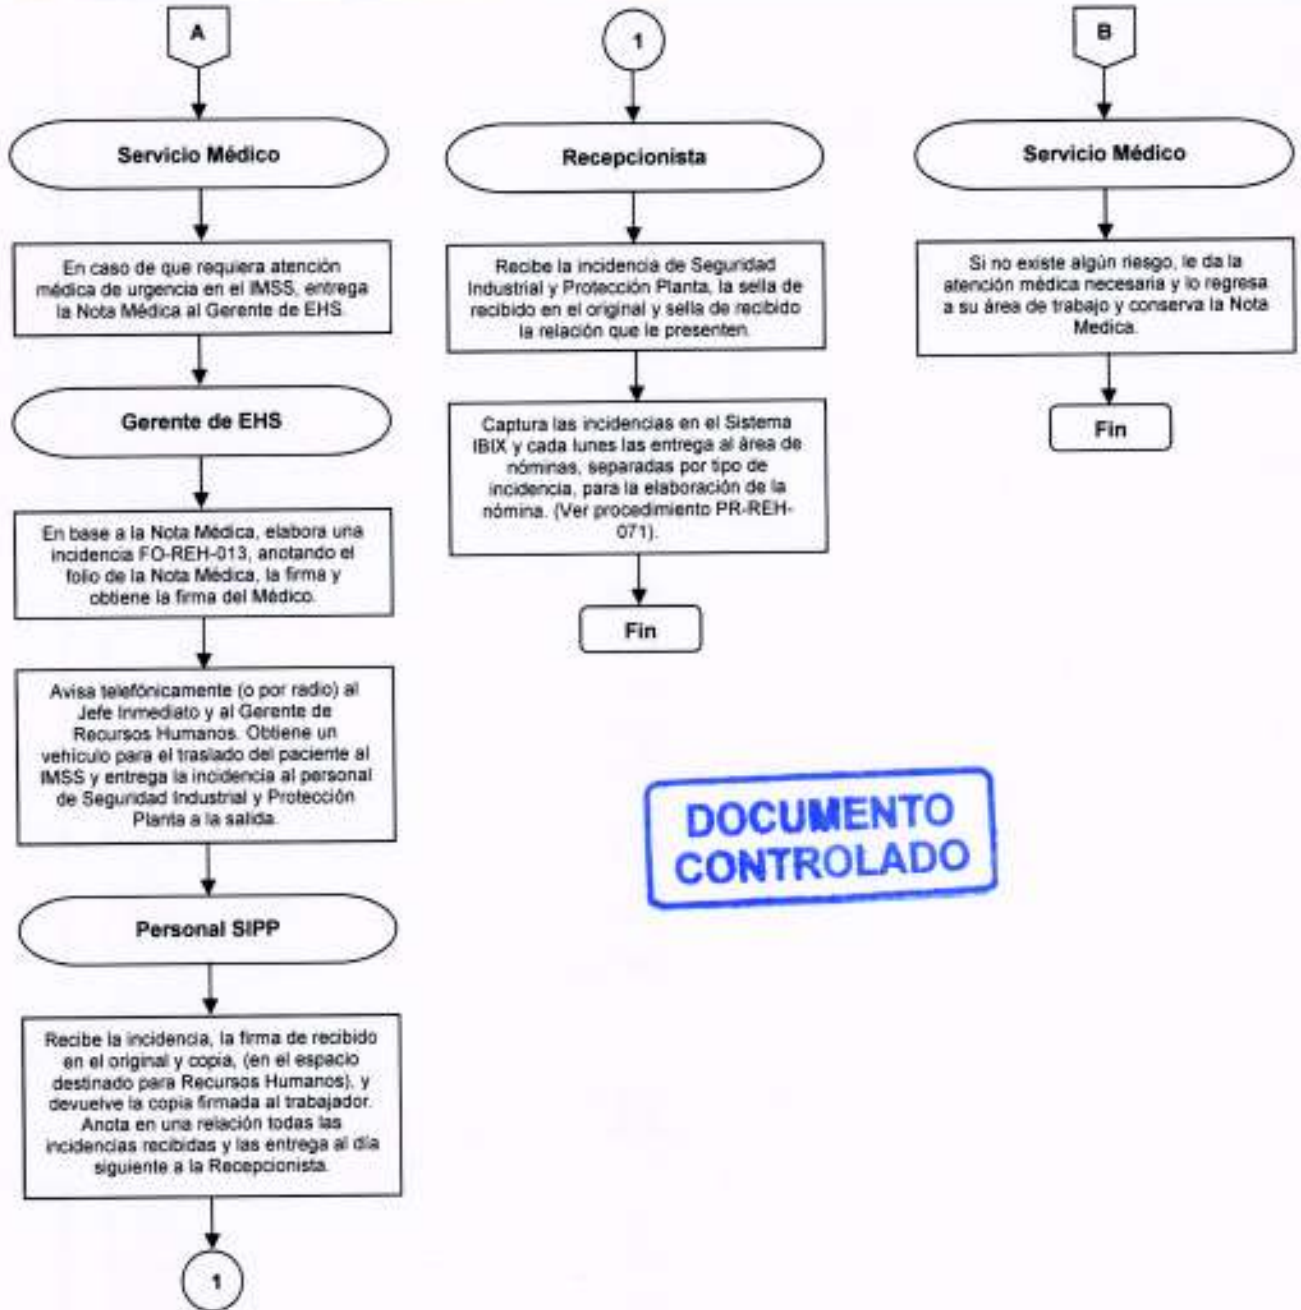 A
Servicio Médico
En caso de que requiera atención
médica de urgencia en el IMSS, entrega
la Nota Médica al Gerente de EHS.
Gerente de EHS
En base a la Nota Médica, elabora una
incidencia FO-REH-013, anotando el
folio de la Nota Médica, la firma y
obtiene la firma del Médico.
Avisa telefónicamente (o por radio) al
Jefe Inmediato y al Gerente de
Recursos Humanos. Obtiene un
vehículo para el traslado del paciente al
IMSS y entrega la incidencia al personal
de Seguridad Industrial y Protección
Planta a la salida.
Personal SIPP
Recibe la incidencia, la firma de recibido
en el original y copia, (en el espacio
destinado para Recursos Humanos), y
devuelve la copia firmada al trabajador.
Anota en una relación todas las
incidencias recibidas y las entrega al día
siguiente a la Recepcionista.
1
1
Recepcionista
Recibe la incidencia de Seguridad
Industrial y Protección Planta, la sella de
recibido en el original y sella de recibido
la relación que le presenten.
Captura las incidencias en el Sistema
IBIX y cada lunes las entrega al área de
nóminas, separadas por tipo de
incidencia, para la elaboración de la
nómina. (Ver procedimiento PR-REH-
071).
Fin
B
Servicio Médico
Si no existe algún riesgo, le da la
atención médica necesaria y lo regresa
a su área de trabajo y conserva la Nota
Medica.
Fin
DOCUMENTO
CONTROLADO